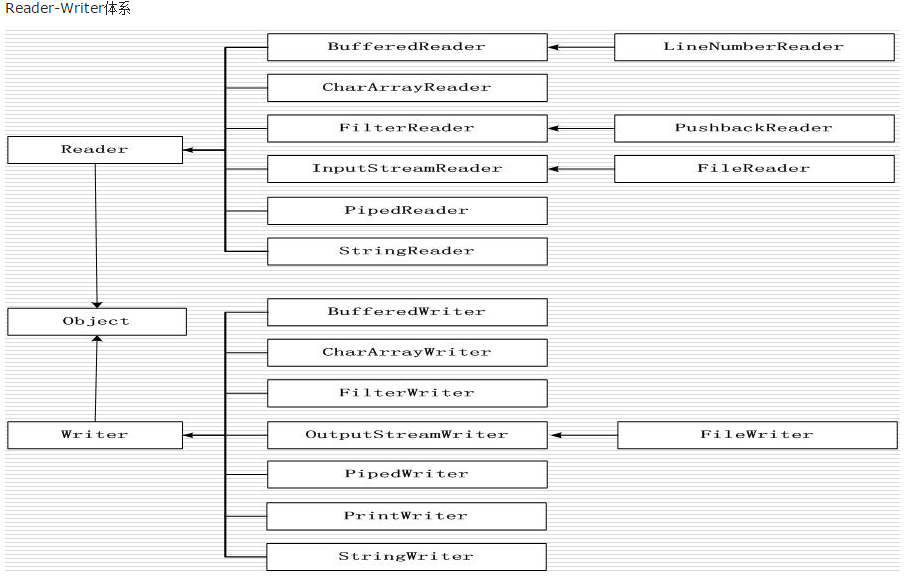 Reader-Writer体系
BufferedReader
LineNumberReader
CharArrayReader
FilterReader
PushbackReader
Reader
InputStreamReader
FileReader
PipedReader
StringReader
Object
BufferedWriter
CharArrayWriter
FilterWriter
Writer
OutputStreamWriter
FileWriter
PipedWriter
PrintWriter
StringWriter